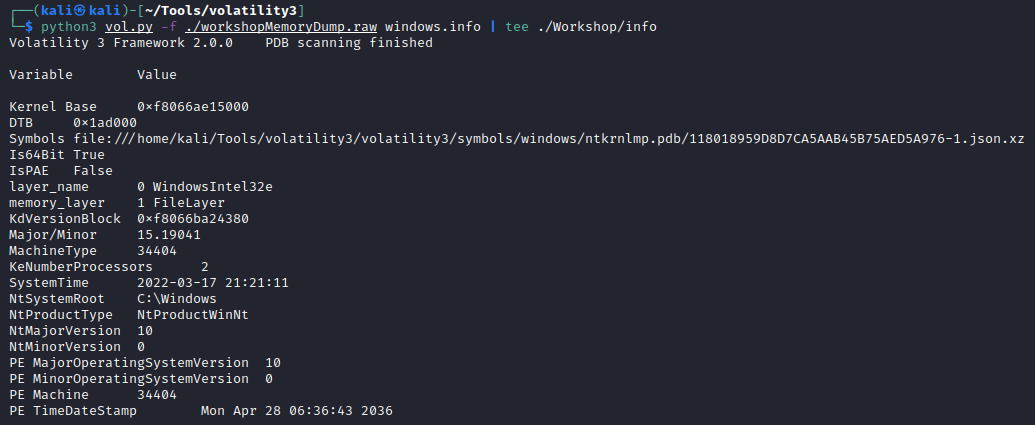 ┌──(kali㉿kali)-[~/Tools/volatility3]
└─$ python3 vol.py -f ./workshopMemoryDump.raw windows.info | tee ./Workshop/info
Volatility 3 Framework 2.0.0    PDB scanning finished
Variable        Value
Kernel Base     0×f8066ae15000
DTB     0×1ad000
Symbols file:///home/kali/Tools/volatility3/volatility3/symbols/windows/ntkrnlmp.pdb/118018959D8D7CA5AAB45B75AED5A976-1.json.xz
Is64Bit True
IsPAE   False
layer_name      0 WindowsIntel32e
memory_layer    1 FileLayer
KdVersionBlock  0×f8066ba24380
Major/Minor     15.19041
MachineType     34404
KeNumberProcessors      2
SystemTime      2022-03-17 21:21:11
NtSystemRoot    C:\Windows
NtProductType   NtProductWinNt
NtMajorVersion  10
NtMinorVersion  0
PE MajorOperatingSystemVersion  10
PE MinorOperatingSystemVersion  0
PE Machine      34404
PE TimeDateStamp        Mon Apr 28 06:36:43 2036